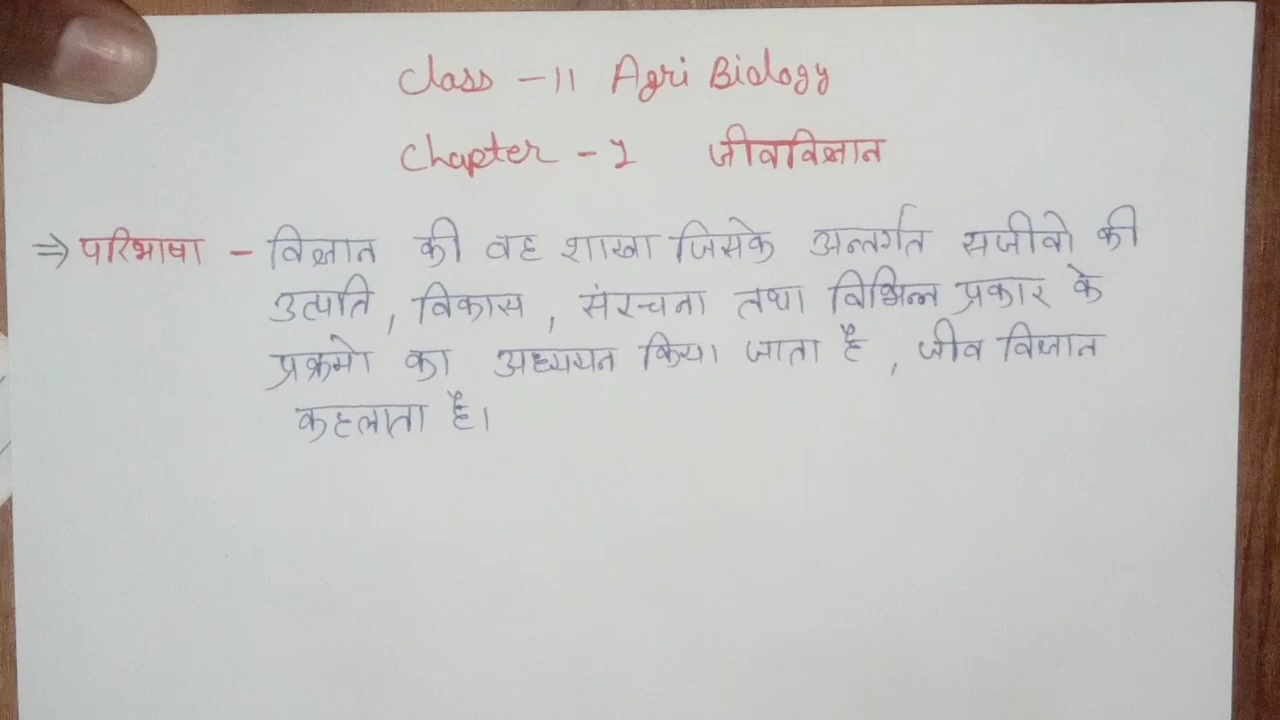 Class - 11 Agri Biology
Chapter - 1 जीवविज्ञान
⇒ परिभाषा - विज्ञान की वह शाखा जिसके अन्तर्गत सजीवो की
उत्पति, विकास, संरचना तथा विभिन्न प्रकार के
प्रक्रमो का अध्ययन किया जाता है, जीव विज्ञान
कहलाता है।